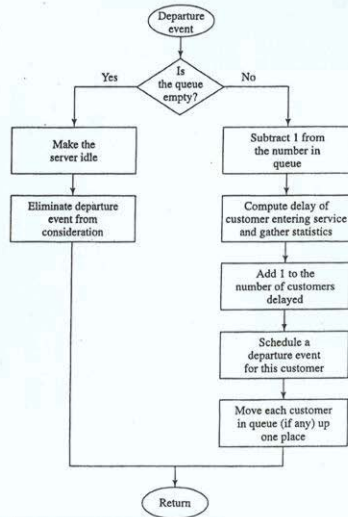 Departure
event
Is
the queue
empty?
Yes
No
Make the
server idle
Eliminate departure
event from
consideration
Subtract 1 from
the number in
queue
Compute delay of
customer entering service
and gather statistics
Add 1 to the
number of customers
delayed
Schedule a
departure event
for this customer
Move each customer
in queue (if any) up
one place
Return